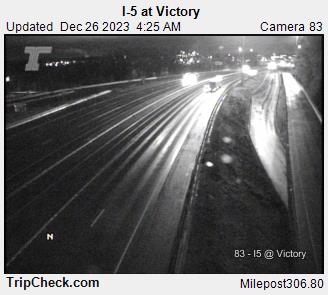 I-5 at Victory
Updated  Dec 26 2023  4:25 AM
Camera 83
T
N
83 - I5 @ Victory
TripCheck.com
Milepost306.80